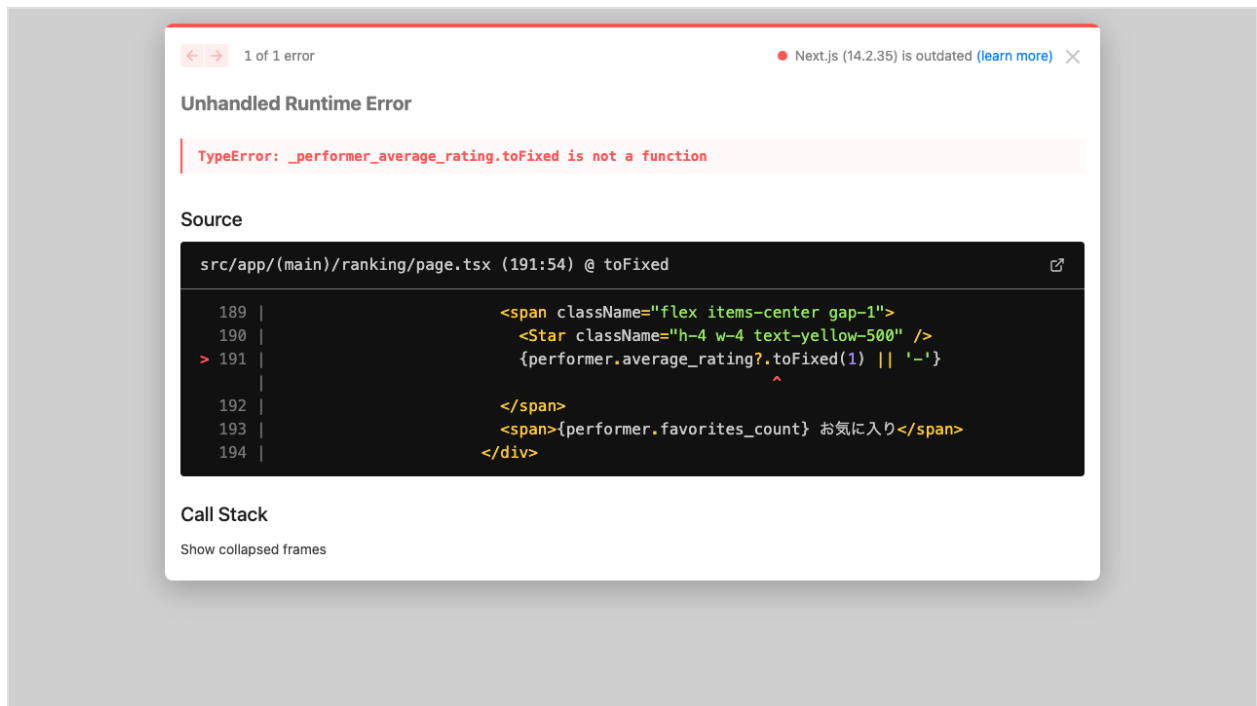 1 of 1 error
Next.js (14.2.35) is outdated (learn more)
Unhandled Runtime Error
TypeError: _performer_average_rating.toFixed is not a function
Source
src/app/(main)/ranking/page.tsx (191:54) @ toFixed
189 | <span className="flex items-center gap-1">
190 | <Star className="h-4 w-4 text-yellow-500" />
> 191 | {performer.average_rating?.toFixed(1) || '-'}
| ^
192 | </span>
193 | <span>{performer.favorites_count} お気に入り</span>
194 | </div>
Call Stack
Show collapsed frames